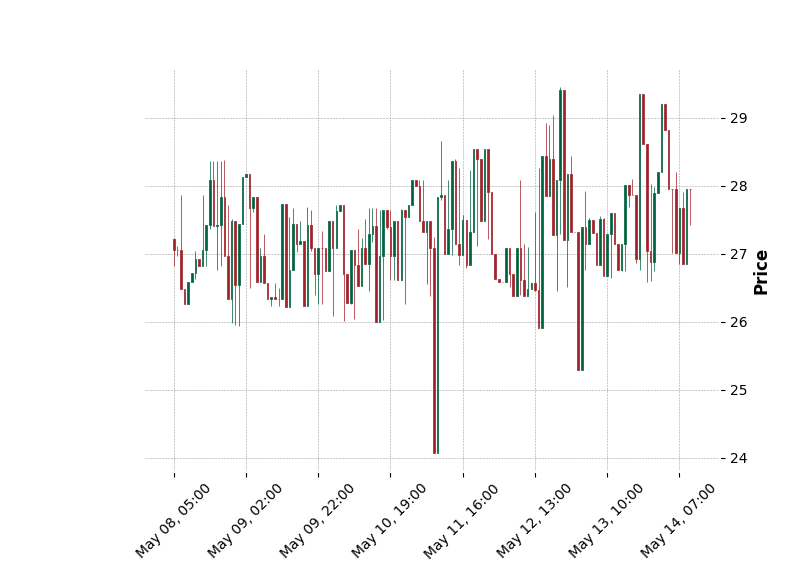 29
28
27
26
25
24
Price
May 08, 05:00
May 09, 02:00
May 09, 22:00
May 10, 19:00
May 11, 16:00
May 12, 13:00
May 13, 10:00
May 14, 07:00